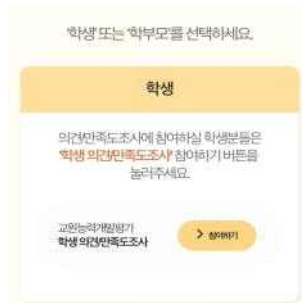 '학생' 또는 '학부모'를 선택하세요.
학생
의견/만족도조사에 참여하실 학생분들은
'학생 의견/만족도조사' 참여하기 버튼을
눌러주세요.
교원능력개발평가
학생 의견/만족도조사
> 참여하기